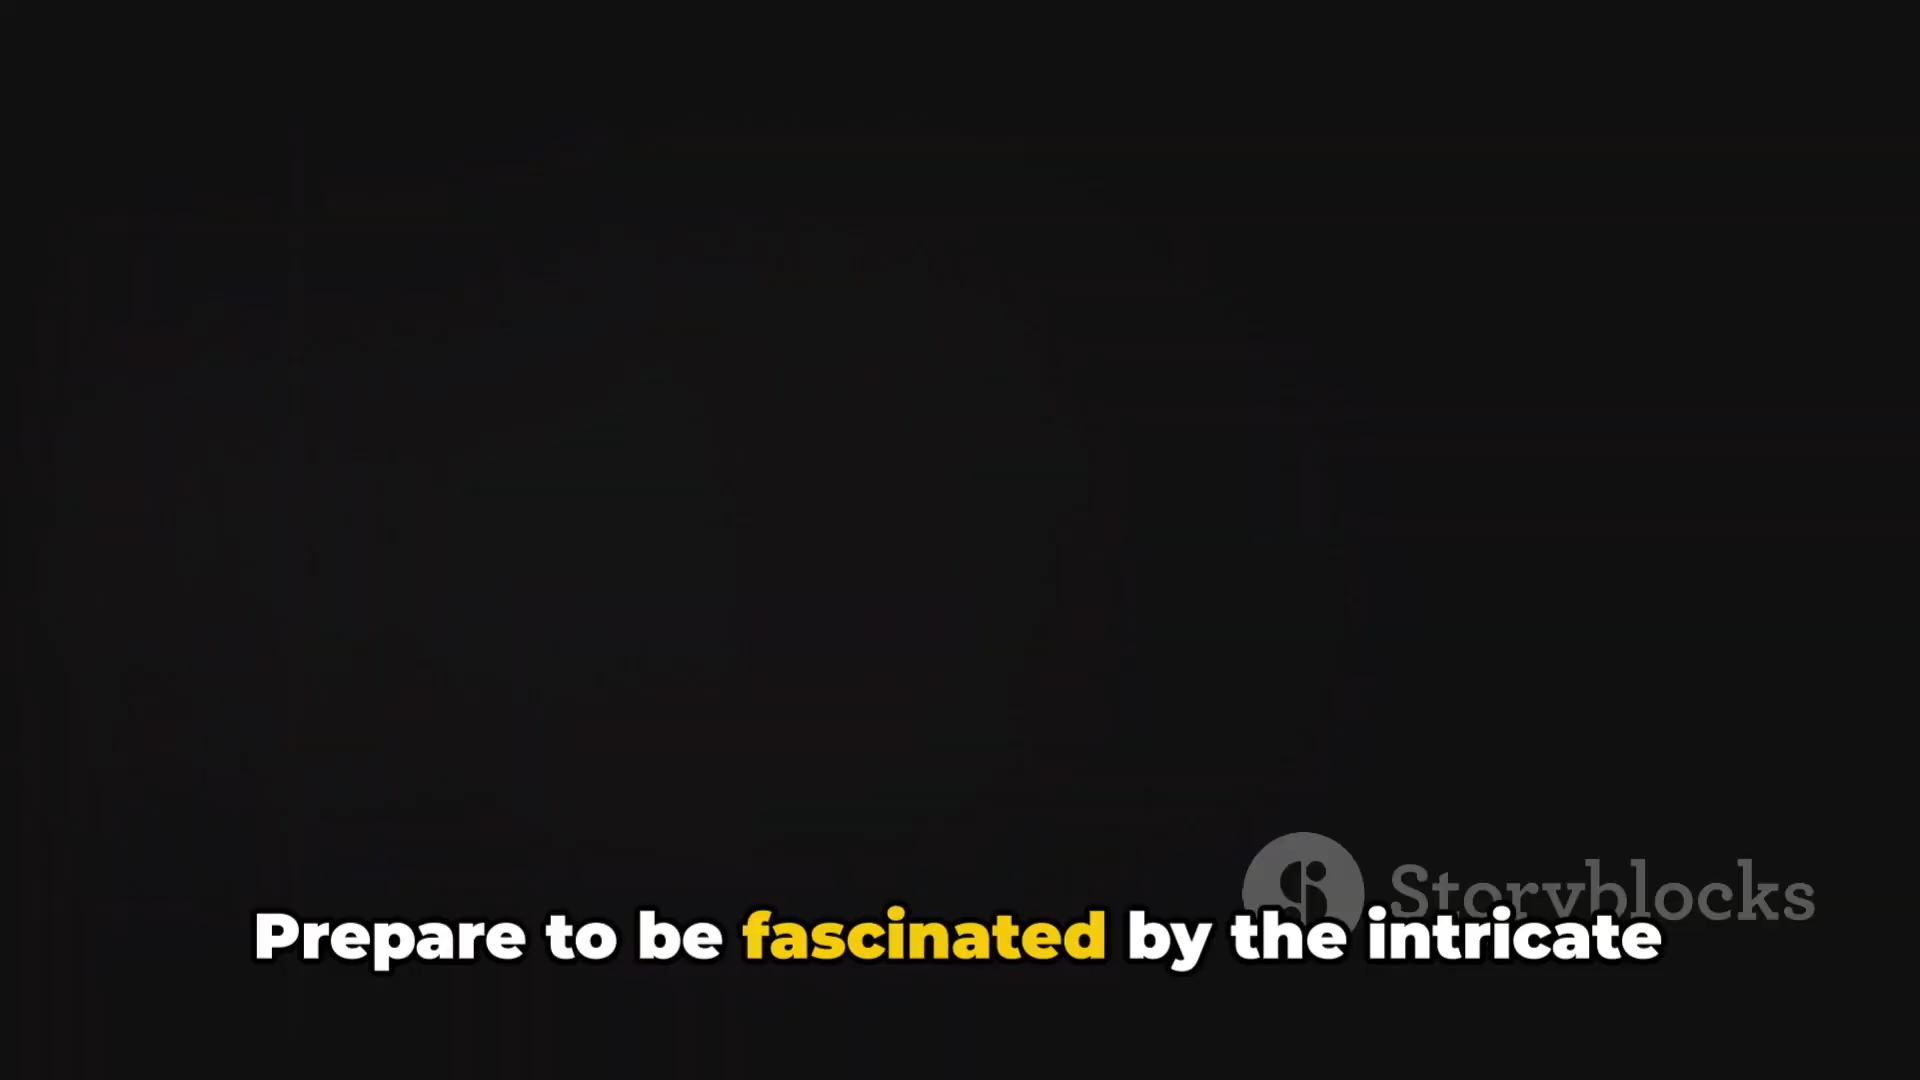 Storyblocks
Prepare to be fascinated by the intricate